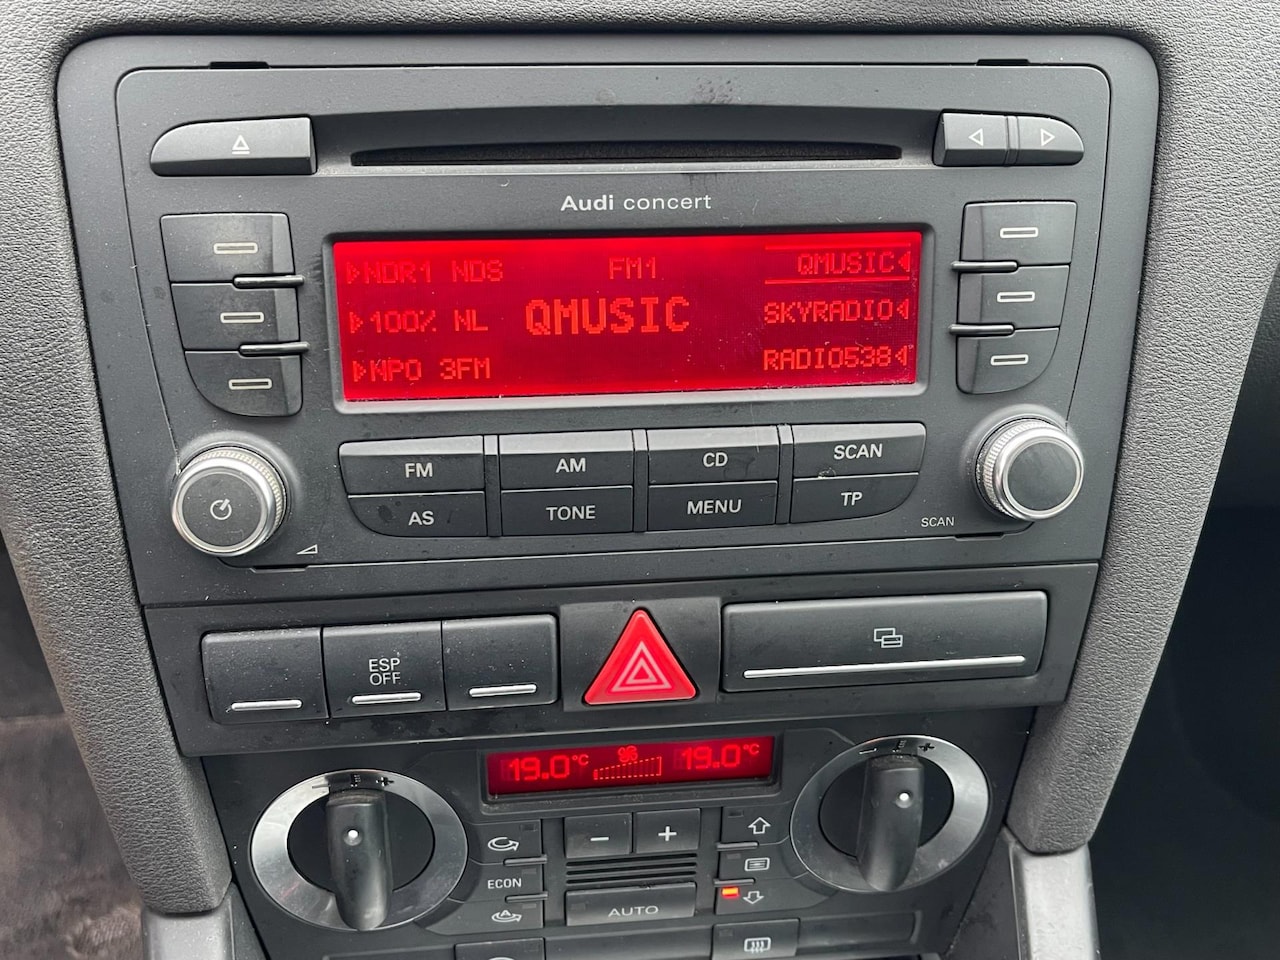 Audi concert
NDR1 NDS FM1 QMUSIC
100% NL QMUSIC SKYRADIO
NPO 3FM RADIO538
FM AM CD SCAN
AS TONE MENU TP
SCAN
ESP
OFF
19.0°C 19.0°C
- +
ECON
AUTO